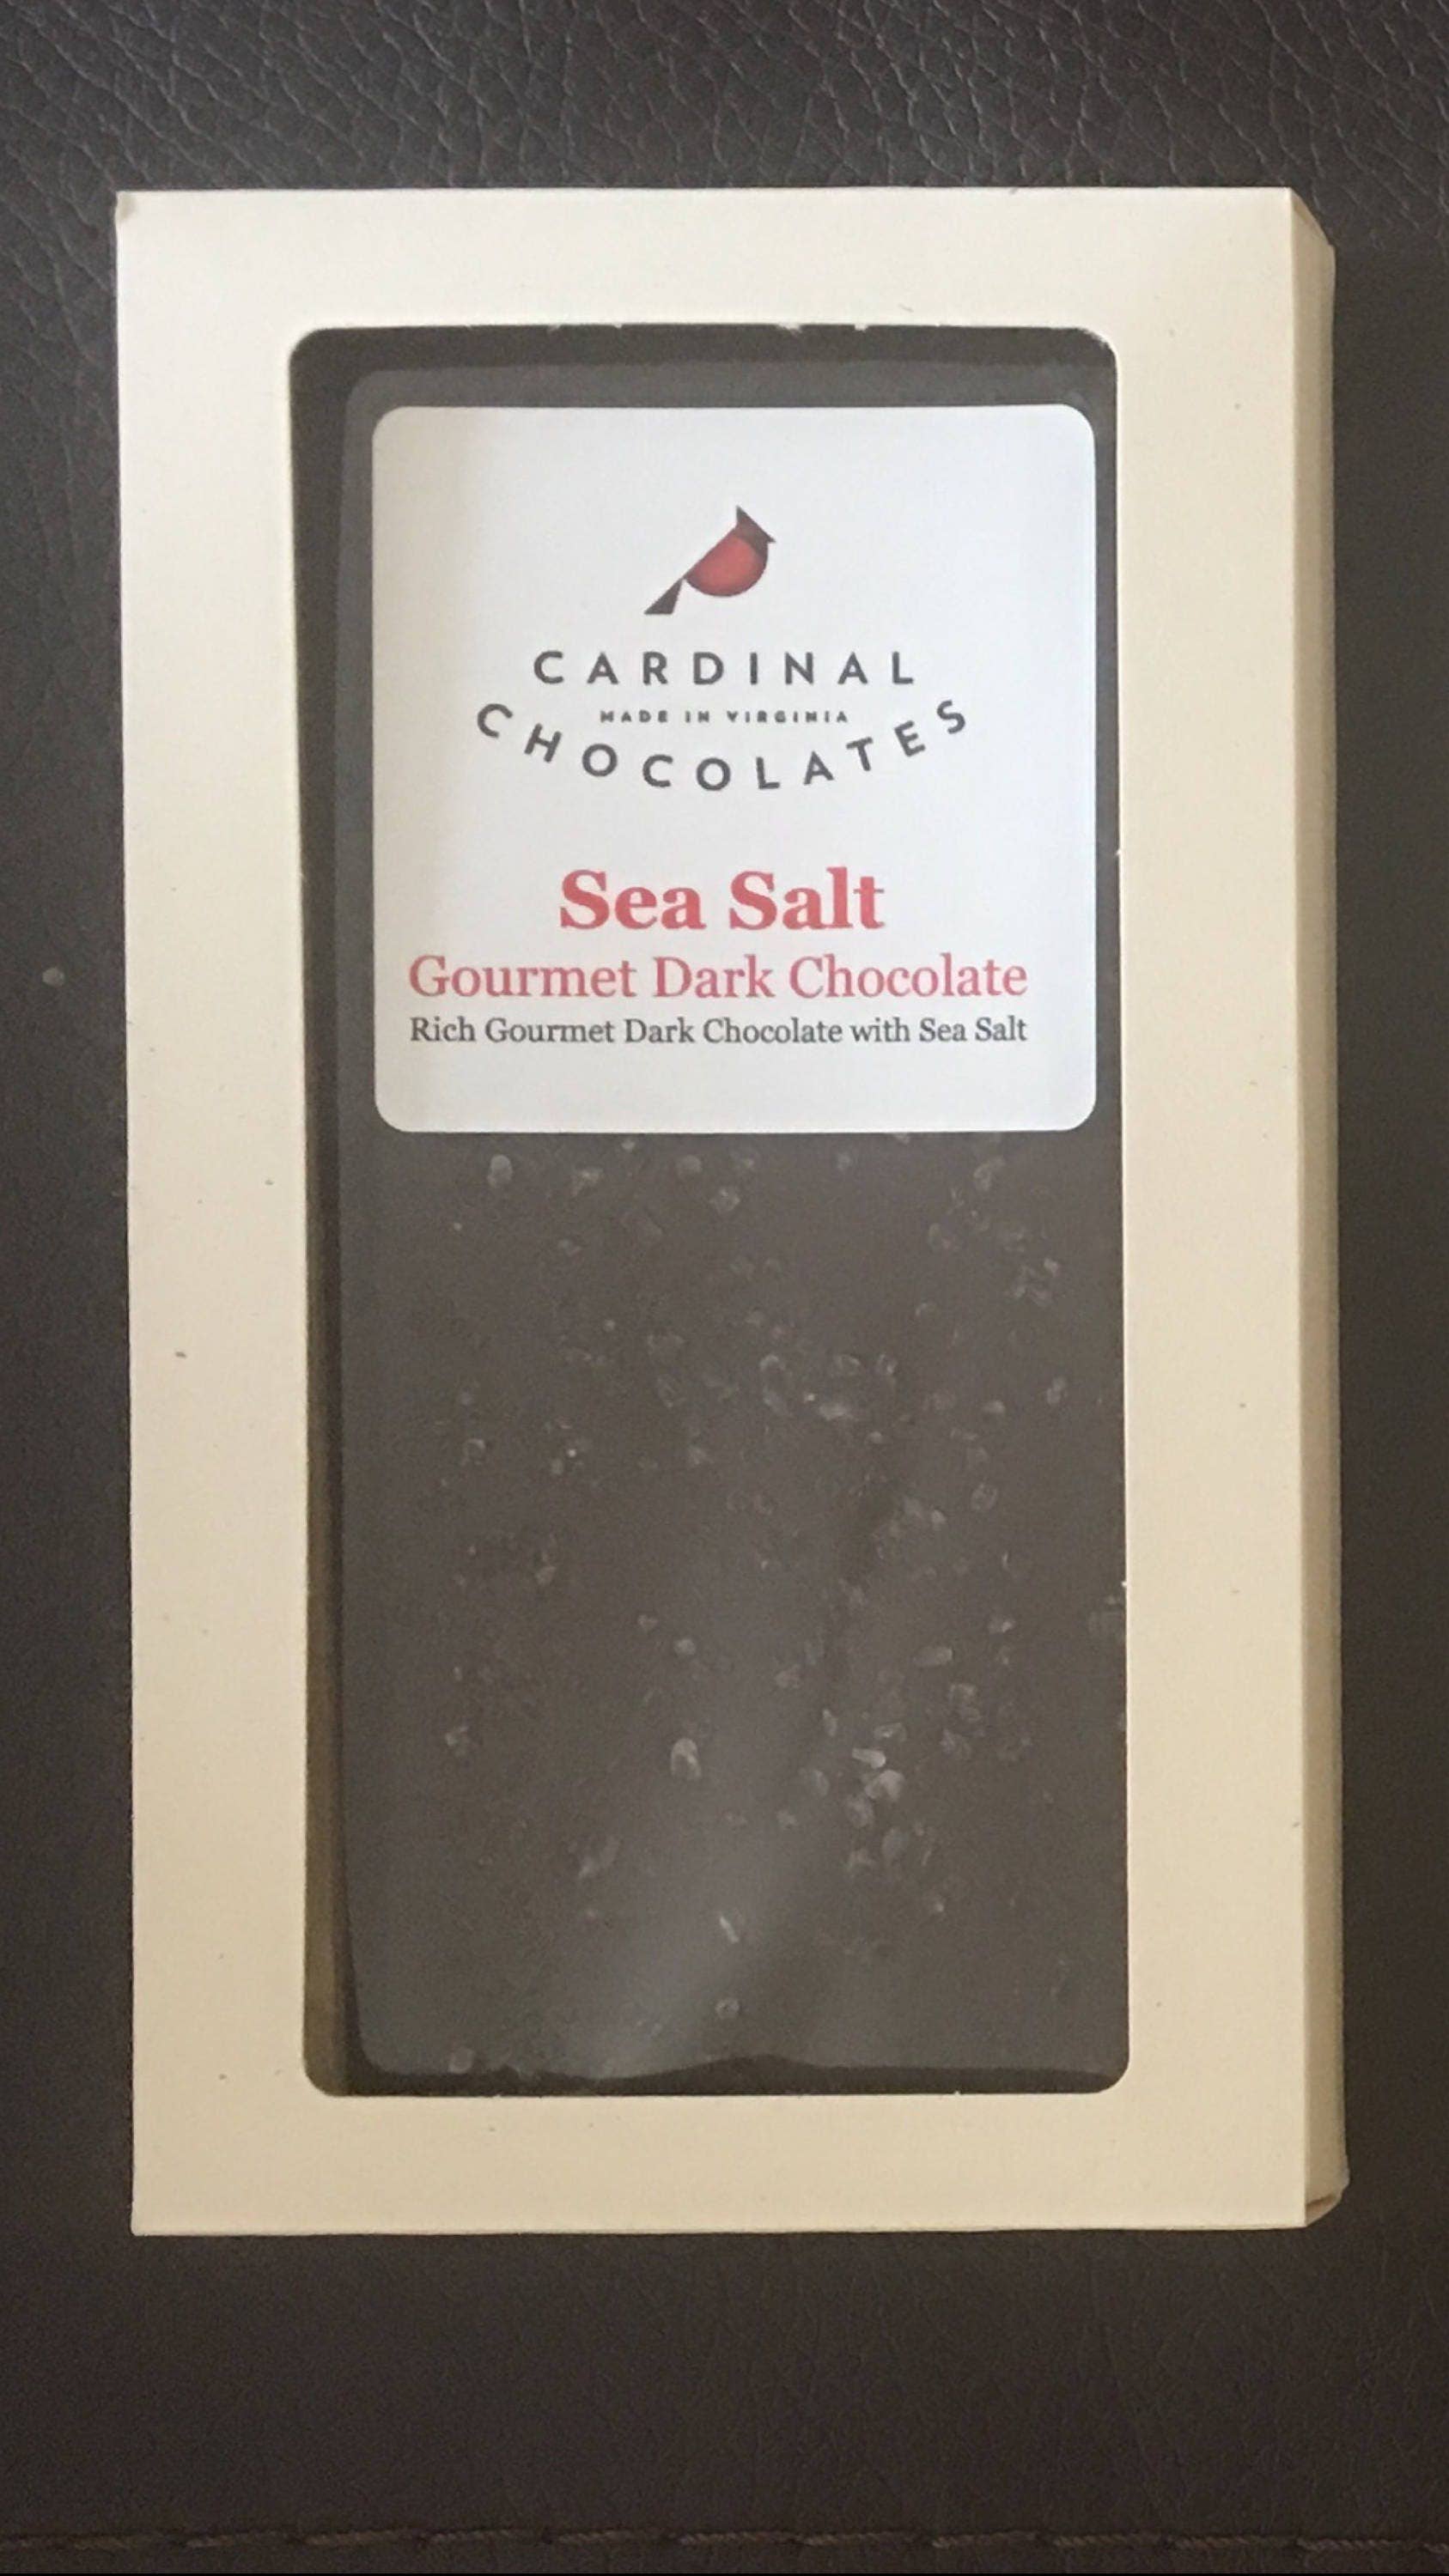 CARDINAL
MADE IN VIRGINIA
CHOCOLATES
Sea Salt
Gourmet Dark Chocolate
Rich Gourmet Dark Chocolate with Sea Salt